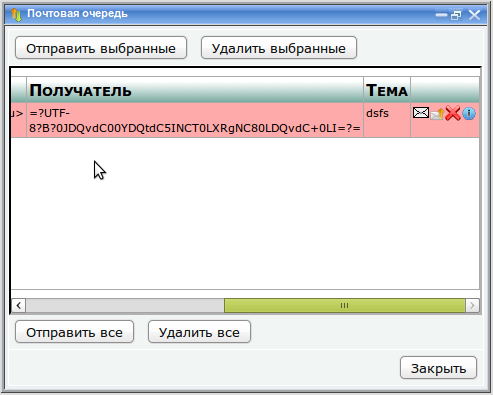 Почтовая очередь
Отправить выбранные Удалить выбранные
Получатель Тема
u> =?UTF- dsfs
8?B?0JDQvdC00YDQtdC5INCT0LXRgNC80LDQvdC+0LI=?=
Отправить все Удалить все
Закрыть